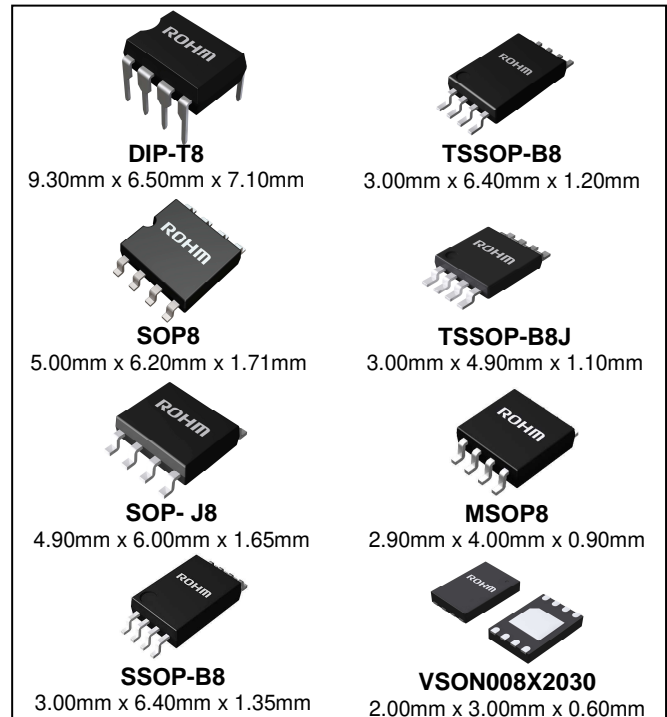 ROHM
DIP-T8
9.30mm x 6.50mm x 7.10mm
ROHM
SOP8
5.00mm x 6.20mm x 1.71mm
ROHM
SOP- J8
4.90mm x 6.00mm x 1.65mm
ROHM
SSOP-B8
3.00mm x 6.40mm x 1.35mm
ROHM
TSSOP-B8
3.00mm x 6.40mm x 1.20mm
ROHM
TSSOP-B8J
3.00mm x 4.90mm x 1.10mm
ROHM
MSOP8
2.90mm x 4.00mm x 0.90mm
ROHM
VSON008X2030
2.00mm x 3.00mm x 0.60mm